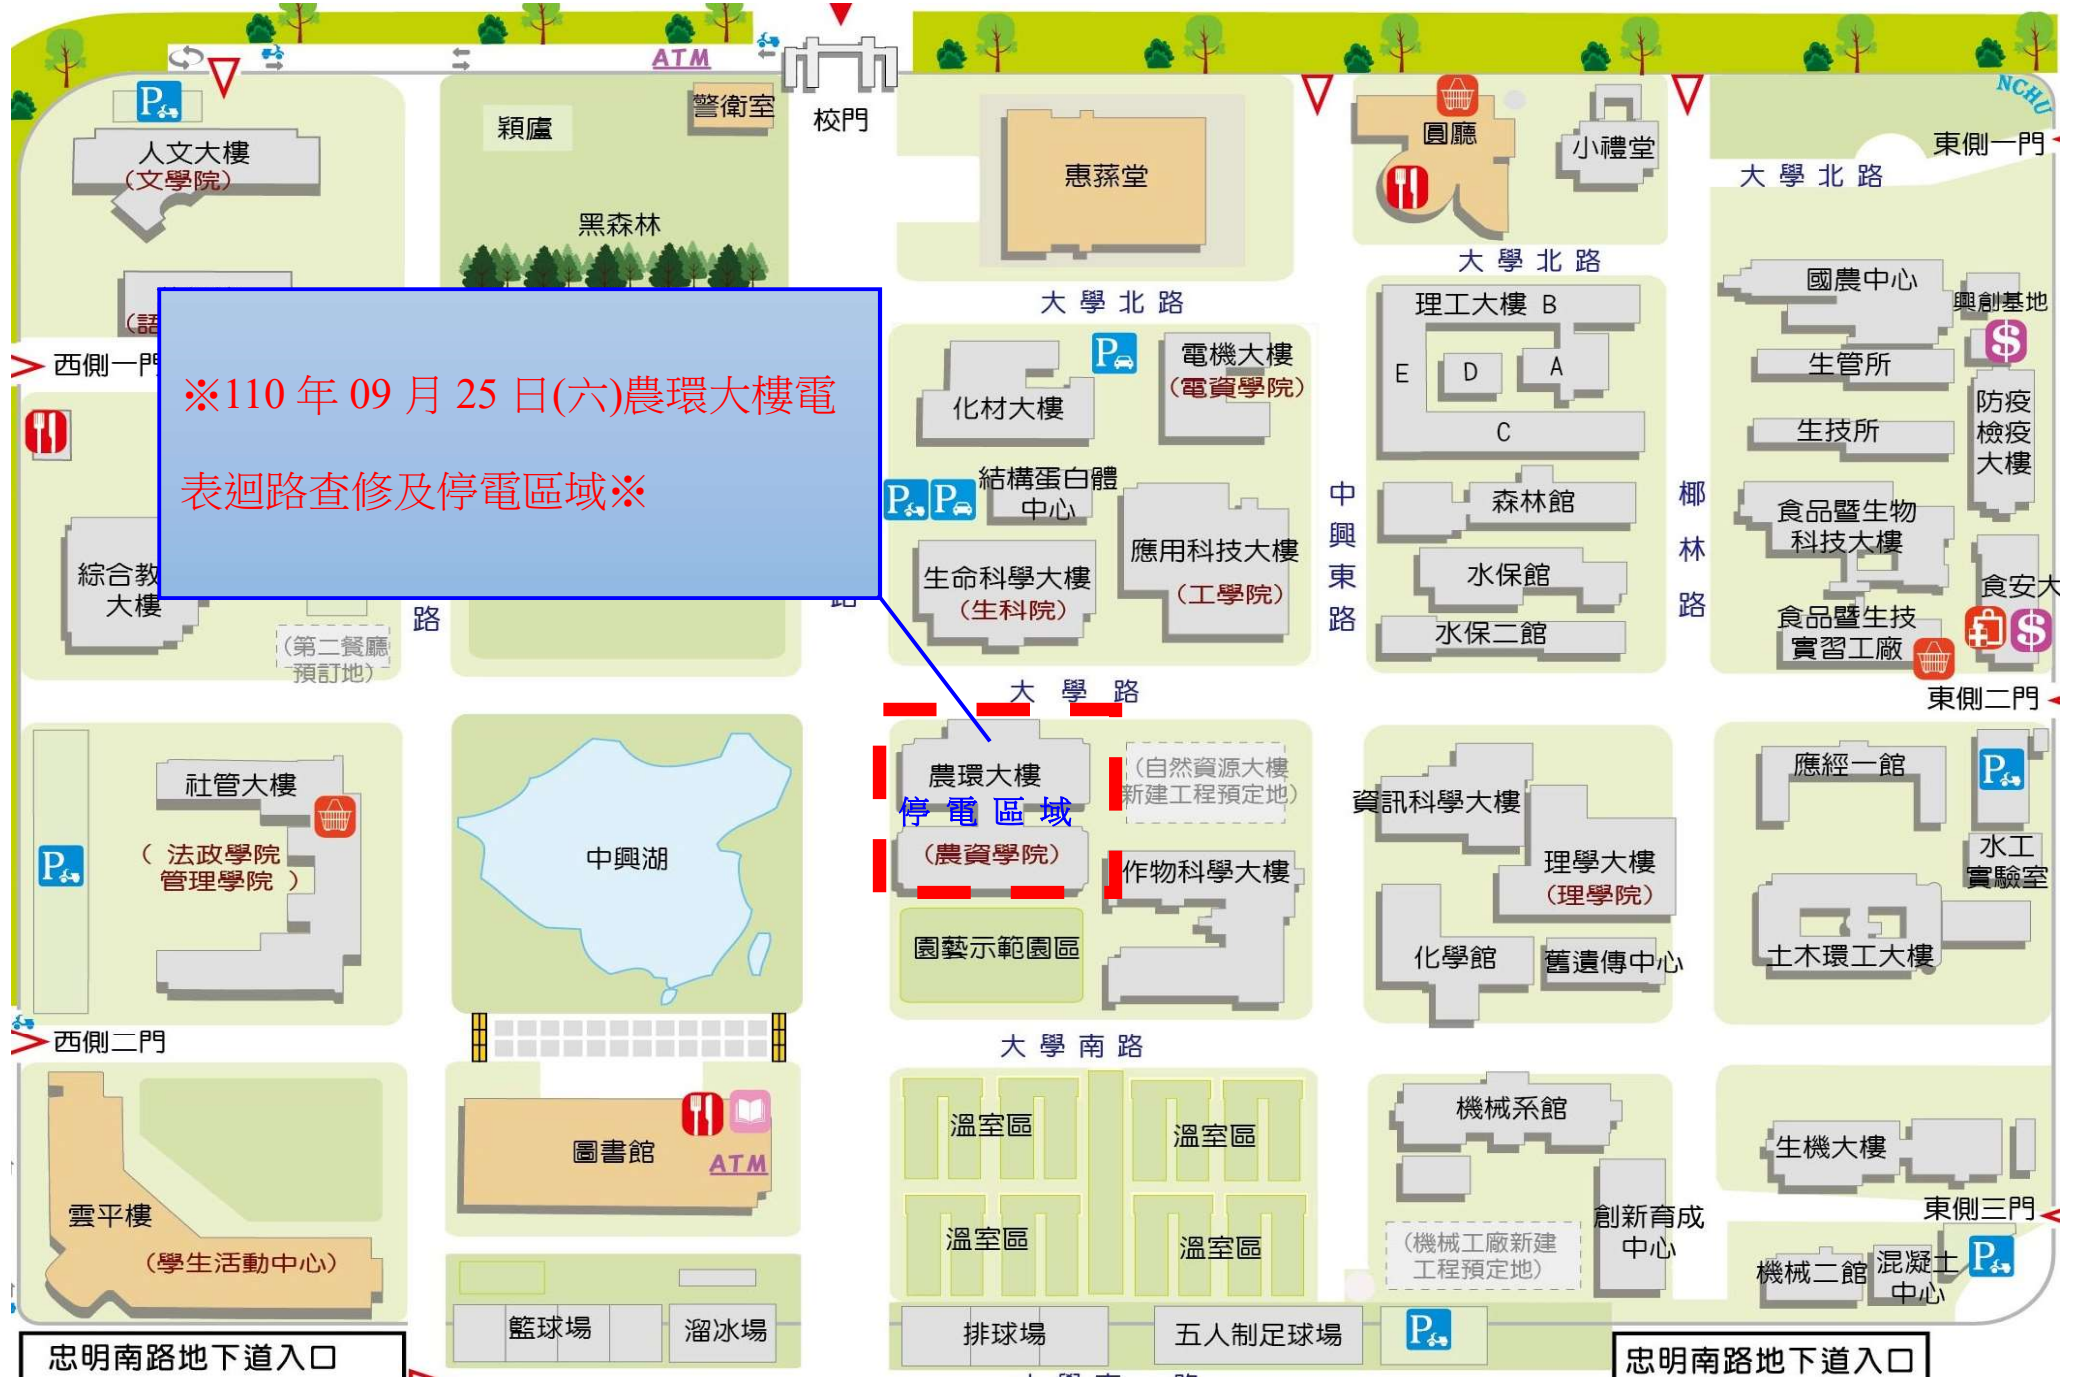 ATM
NCHU
警衛室
校門
穎廬
人文大樓
(文學院)
黑森林
惠蓀堂
圓廳
小禮堂
東側一門
大學北路
大學北路
大學北路
西側一門
(語
※110 年 09 月 25 日(六)農環大樓電
表迴路查修及停電區域※
化材大樓
P
電機大樓
(電資學院)
理工大樓 B
E
D
A
C
國農中心
興創基地
$
生管所
生技所
防疫
檢疫
大樓
P
P
P
結構蛋白體
中心
應用科技大樓
(工學院)
生命科學大樓
(生科院)
中興東路
森林館
水保館
水保二館
椰林路
食品暨生物
科技大樓
食安大
食品暨生技
實習工廠
$
東側二門
綜合教
大樓
(第二餐廳
預訂地)
路
大學路
社管大樓
(法政學院
管理學院)
P
中興湖
農環大樓
停電區域
(農資學院)
(自然資源大樓
新建工程預定地)
作物科學大樓
園藝示範園區
資訊科學大樓
理學大樓
(理學院)
化學館
舊遺傳中心
應經一館
P
水工
實驗室
土木環工大樓
西側二門
大學南路
雲平樓
(學生活動中心)
圖書館
ATM
溫室區
溫室區
溫室區
溫室區
機械系館
創新育成
中心
(機械工廠新建
工程預定地)
生機大樓
東側三門
機械二館
混凝土
中心
P
籃球場
溜冰場
排球場
五人制足球場
P
忠明南路地下道入口
忠明南路地下道入口